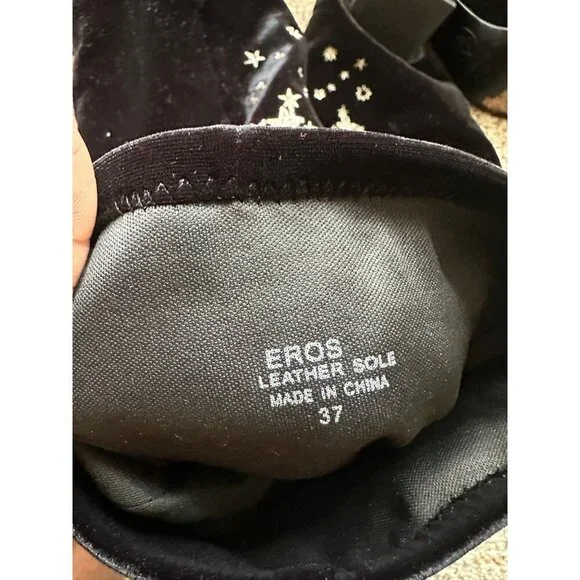 EROS
LEATHER SOLE
MADE IN CHINA
37